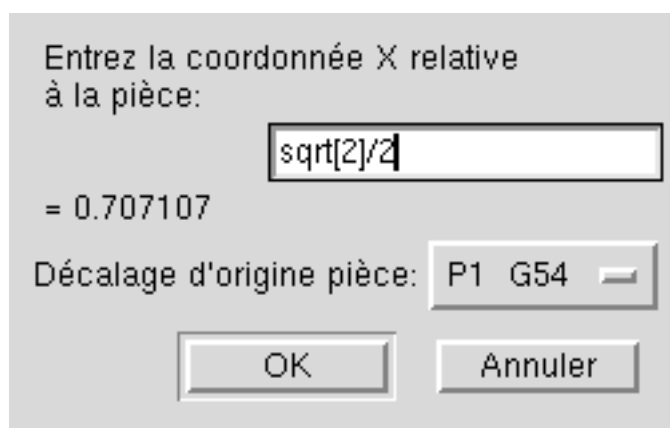 Entrez la coordonnée X relative
à la pièce:
sqrt[2]/2
= 0.707107
Décalage d'origine pièce: P1 G54
OK Annuler